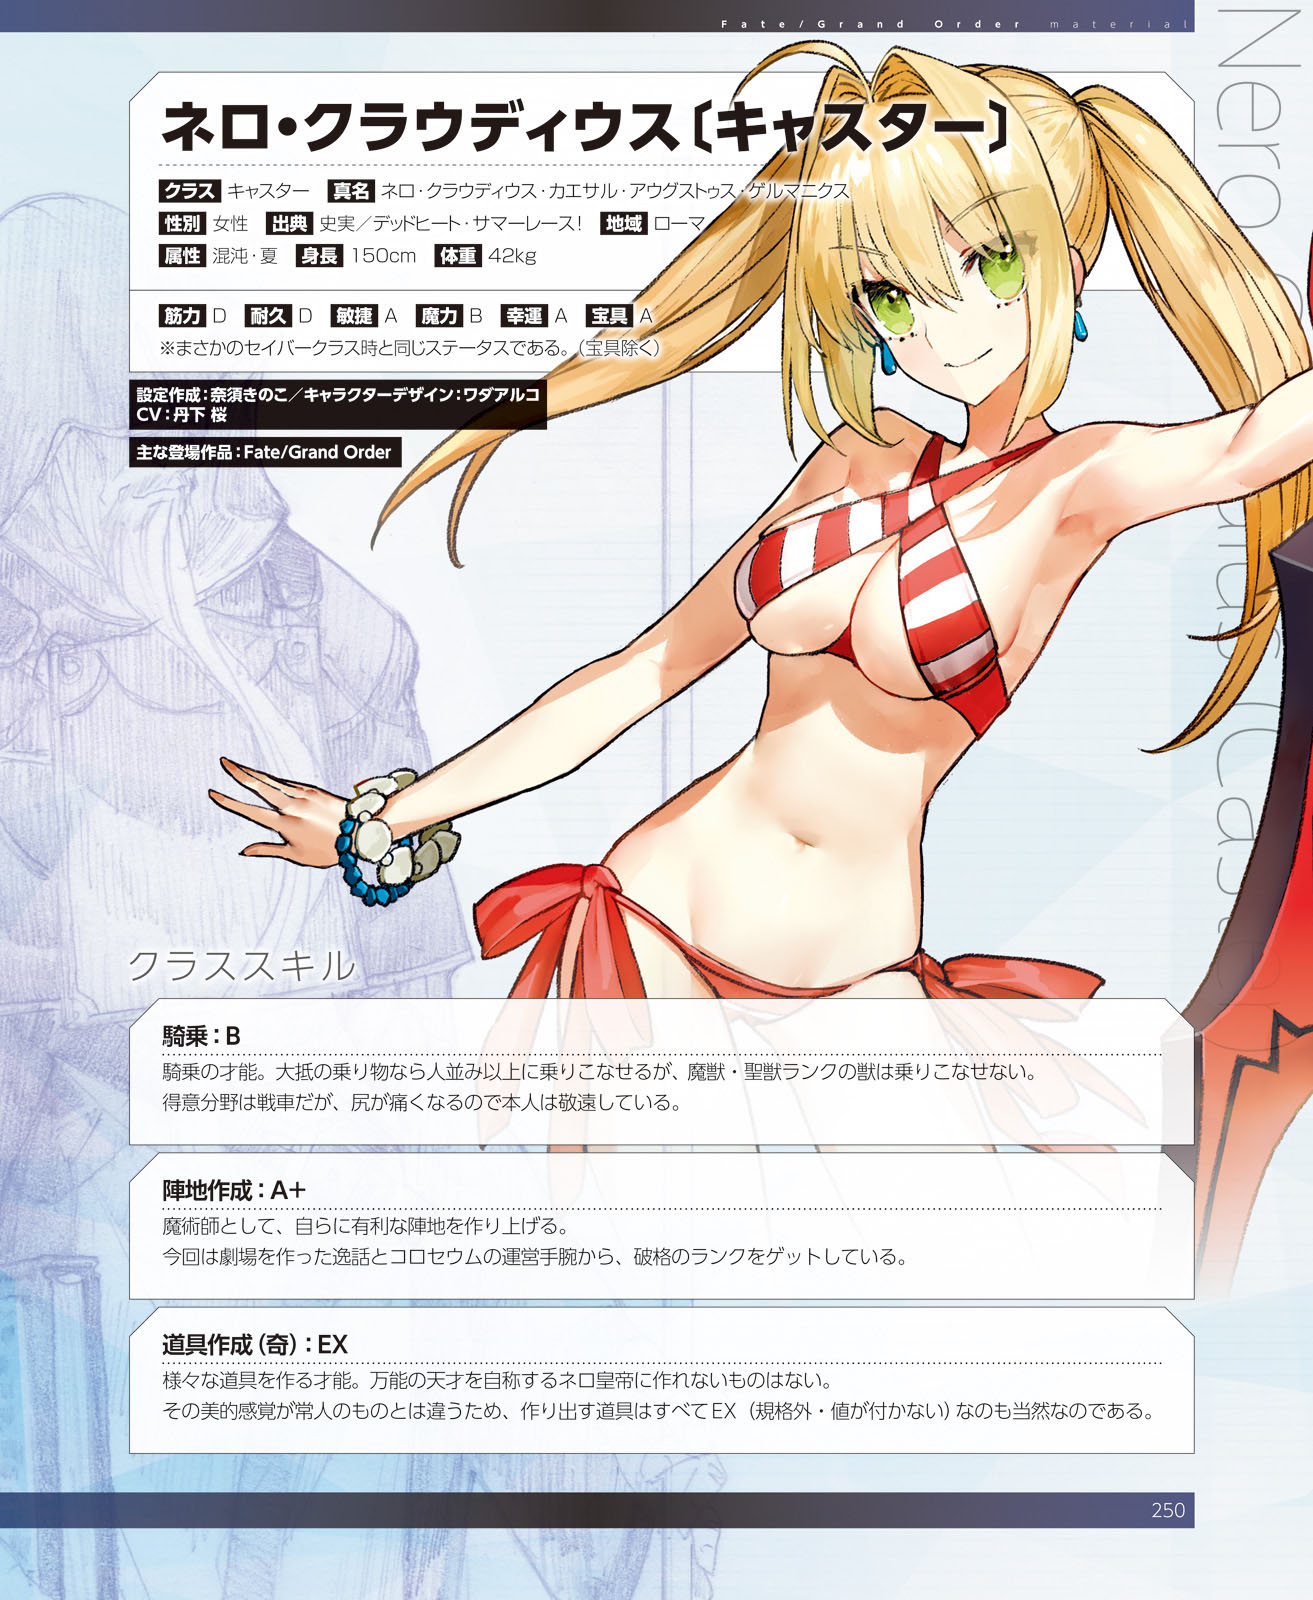 Fate/Grand Order material
ネロ・クラウディウス〔キャスター〕
クラス キャスター 真名 ネロ・クラウディウス・カエサル・アウグストゥス・ゲルマニクス
性別 女性 出典 史実／デッドヒート・サマーレース！ 地域 ローマ
属性 混沌・夏 身長 150cm 体重 42kg
筋力 D 耐久 D 敏捷 A 魔力 B 幸運 A 宝具 A
※まさかのセイバークラス時と同じステータスである。（宝具除く）
設定作成：奈須きのこ／キャラクターデザイン：ワダアルコ
CV：丹下 桜
主な登場作品：Fate/Grand Order
クラススキル
騎乗：B
騎乗の才能。大抵の乗り物なら人並み以上に乗りこなせるが、魔獣・聖獣ランクの獣は乗りこなせない。
得意分野は戦車だが、尻が痛くなるので本人は敬遠している。
陣地作成：A+
魔術師として、自らに有利な陣地を作り上げる。
今回は劇場を作った逸話とコロセウムの運営手腕から、破格のランクをゲットしている。
道具作成（奇）：EX
様々な道具を作る才能。万能の天才を自称するネロ皇帝に作れないものはない。
その美的感覚が常人のものとは違うため、作り出す道具はすべてEX（規格外・値が付かない）なのも当然なのである。
250